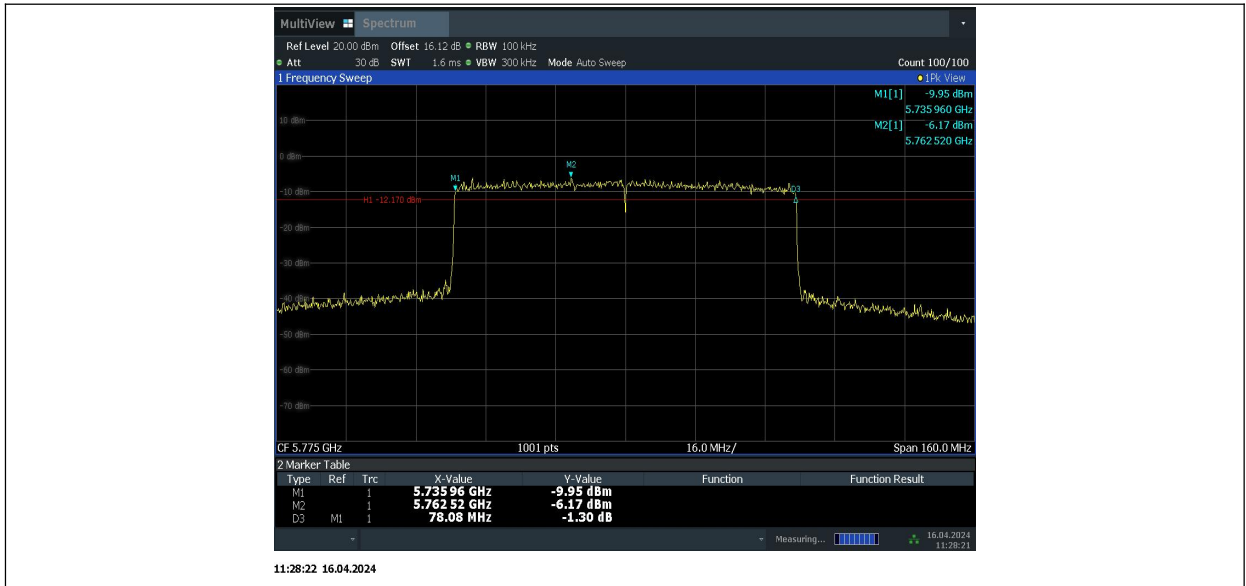 MultiView Spectrum
Ref Level 20.00 dBm Offset 16.12 dB RBW 100 kHz
Att 30 dB SWT 1.6 ms VBW 300 kHz Mode Auto Sweep Count 100/100
1 Frequency Sweep 1Pk View
M1[1] -9.95 dBm
5.735 960 GHz
10 dBm
M2[1] -6.17 dBm
5.762 520 GHz
0 dBm
M2
M1
-10 dBm
D3
H1 -12.170 dBm
-20 dBm
-30 dBm
-40 dBm
-50 dBm
-60 dBm
-70 dBm
CF 5.775 GHz 1001 pts 16.0 MHz/ Span 160.0 MHz
2 Marker Table
Type Ref Trc X-Value Y-Value Function Function Result
M1 1 5.735 96 GHz -9.95 dBm
M2 1 5.762 52 GHz -6.17 dBm
D3 M1 1 78.08 MHz -1.30 dB
Measuring... 16.04.2024
11:28:21
11:28:22 16.04.2024